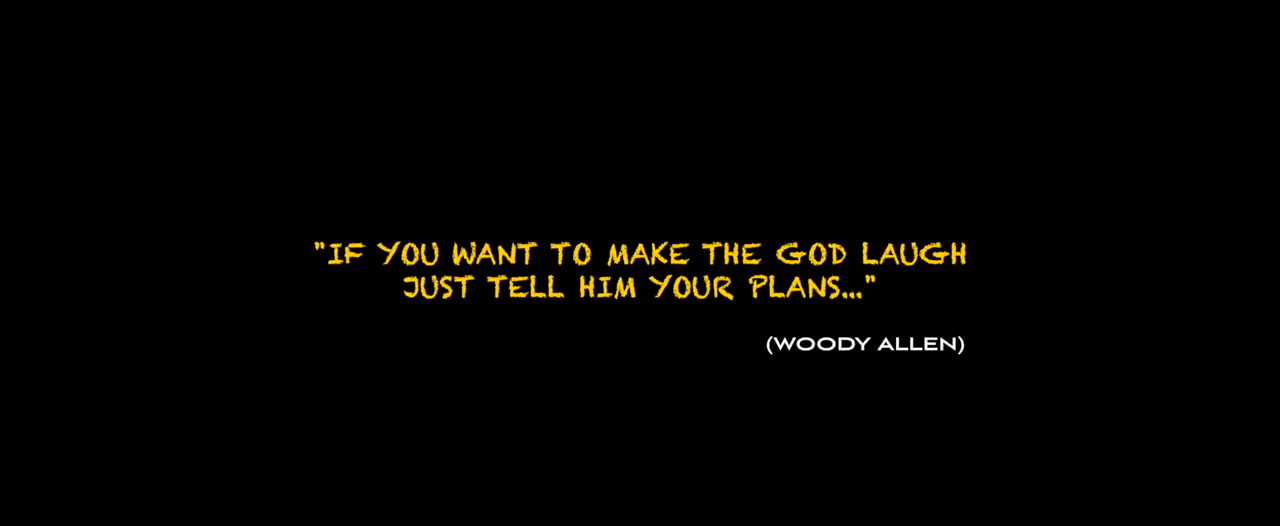 "IF YOU WANT TO MAKE THE GOD LAUGH
JUST TELL HIM YOUR PLANS..."
(WOODY ALLEN)